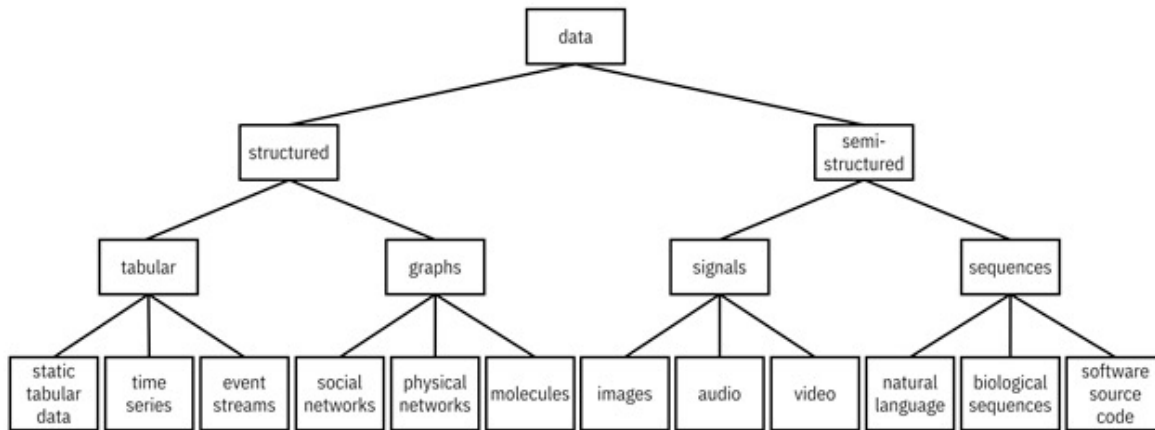 data
structured
semi-
structured
tabular
graphs
signals
sequences
static
tabular
data
time
series
event
streams
social
networks
physical
networks
molecules
images
audio
video
natural
language
biological
sequences
software
source
code